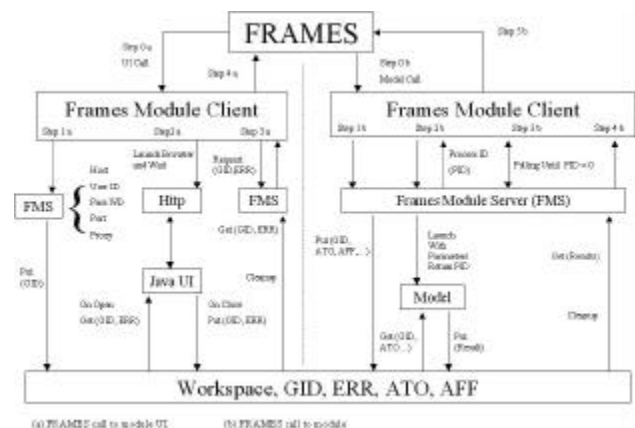 FRAMES
Step 0a
UI Call
Step 4a
Step 0b
Model Call
Step 5b
Frames Module Client
Step 1a
Step 2a
Step 3a
Frames Module Client
Step 1b
Step 2b
Step 3b
Step 4b
Launch Browser
and Wait
Request
(GID,ERR)
Process ID
(PID)
Polling Until PID<0
Host
User ID
Port
Proxy
FMS
Http
FMS
Frames Module Server (FMS)
Put
(GID)
Get (GID, ERR)
Put (GID,
ATO, AFF,...)
Launch
With
Parameters
Return PID
Get (Results)
Java UI
Cleanup
Model
On Open
Get (GID, ERR)
On Close
Put (GID, ERR)
Get (GID,
ATO...)
Put
(Result)
Cleanup
Workspace, GID, ERR, ATO, AFF
(a) FRAMES call to module UI
(b) FRAMES call to module